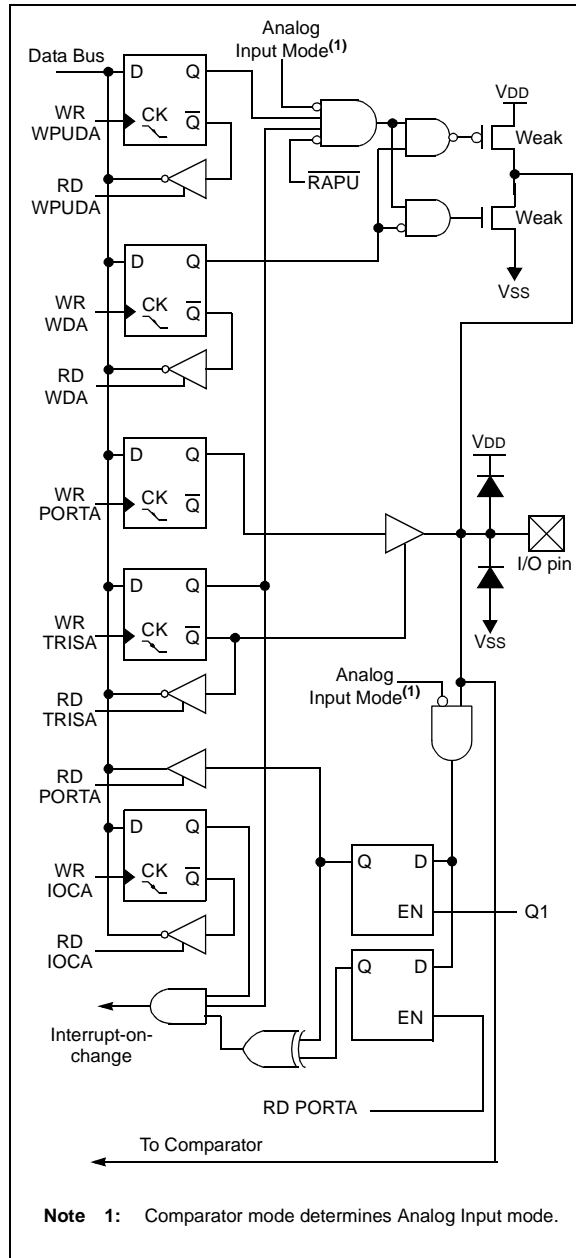 Analog
Input Mode(1)
Data Bus
D Q
VDD
WR
WPUDA
CK Q
Weak
RD
WPUDA
RAPU
Weak
D Q
VSS
WR
WDA
CK Q
RD
WDA
D Q
VDD
WR
PORTA
CK Q
I/O pin
D Q
VSS
WR
TRISA
CK Q
Analog
Input Mode(1)
RD
TRISA
RD
PORTA
D Q
WR
IOCA
CK Q
Q D
EN
Q1
RD
IOCA
Q D
EN
Interrupt-on-
change
RD PORTA
To Comparator
Note 1: Comparator mode determines Analog Input mode.